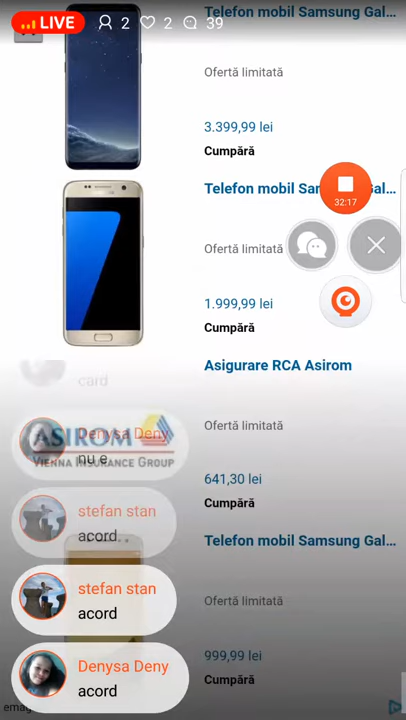 Telefon mobil Samsung Gal...
LIVE 2 2 39
Ofertă limitată
3.399,99 lei
Cumpără
Telefon mobil Gal...
32:17
Ofertă limitată
1.999,99 lei
Cumpără
Asigurare RCA Asirom
card
Ofertă limitată
Denysa Deny
ASIROM
nu e
VIENNA INSURANCE GROUP
641,30 lei
Cumpără
stefan stan
acord
Telefon mobil Samsung Gal...
stefan stan
acord
Ofertă limitată
999,99 lei
Denysa Deny
Cumpără
acord